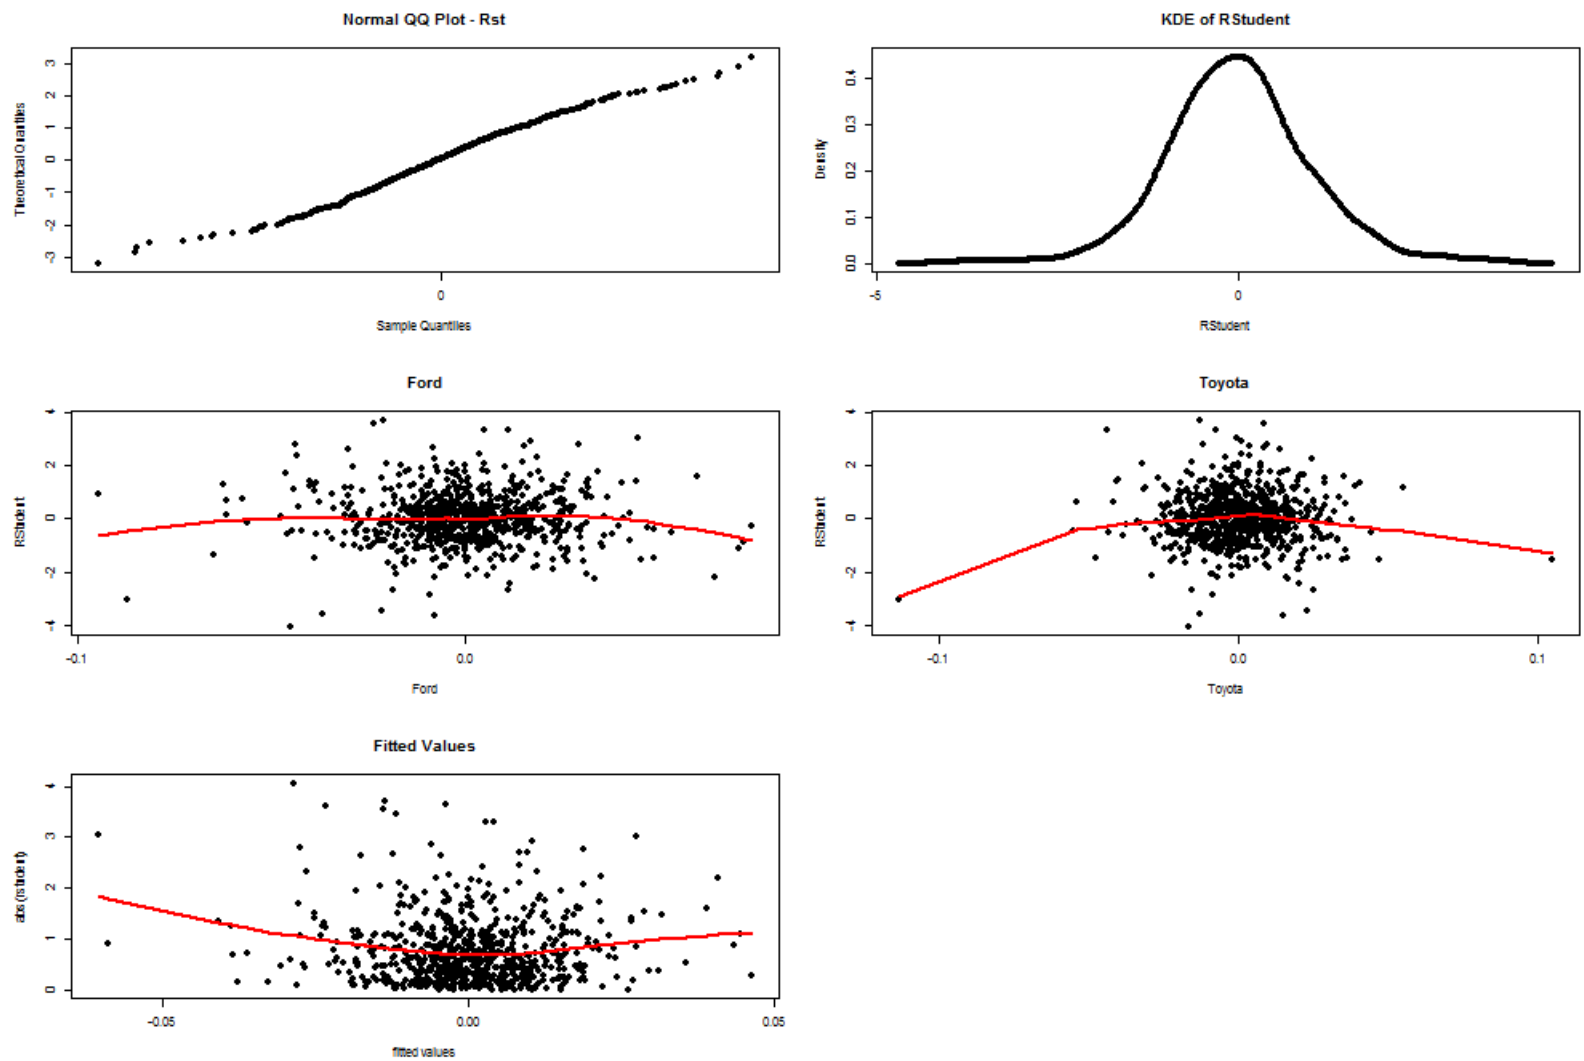 Normal QQ Plot - Rst
Theoretical Quantiles
3
2
1
0
-1
-2
-3
0
Sample Quantiles
KDE of RStudent
Density
0.4
0.3
0.2
0.1
0.0
-5
0
RStudent
Ford
RStudent
4
2
0
-2
-4
-0.1
0.0
Ford
Toyota
RStudent
4
2
0
-2
-4
-0.1
0.0
0.1
Toyota
Fitted Values
abs(rstudent)
4
3
2
1
0
-0.05
0.00
0.05
fitted values